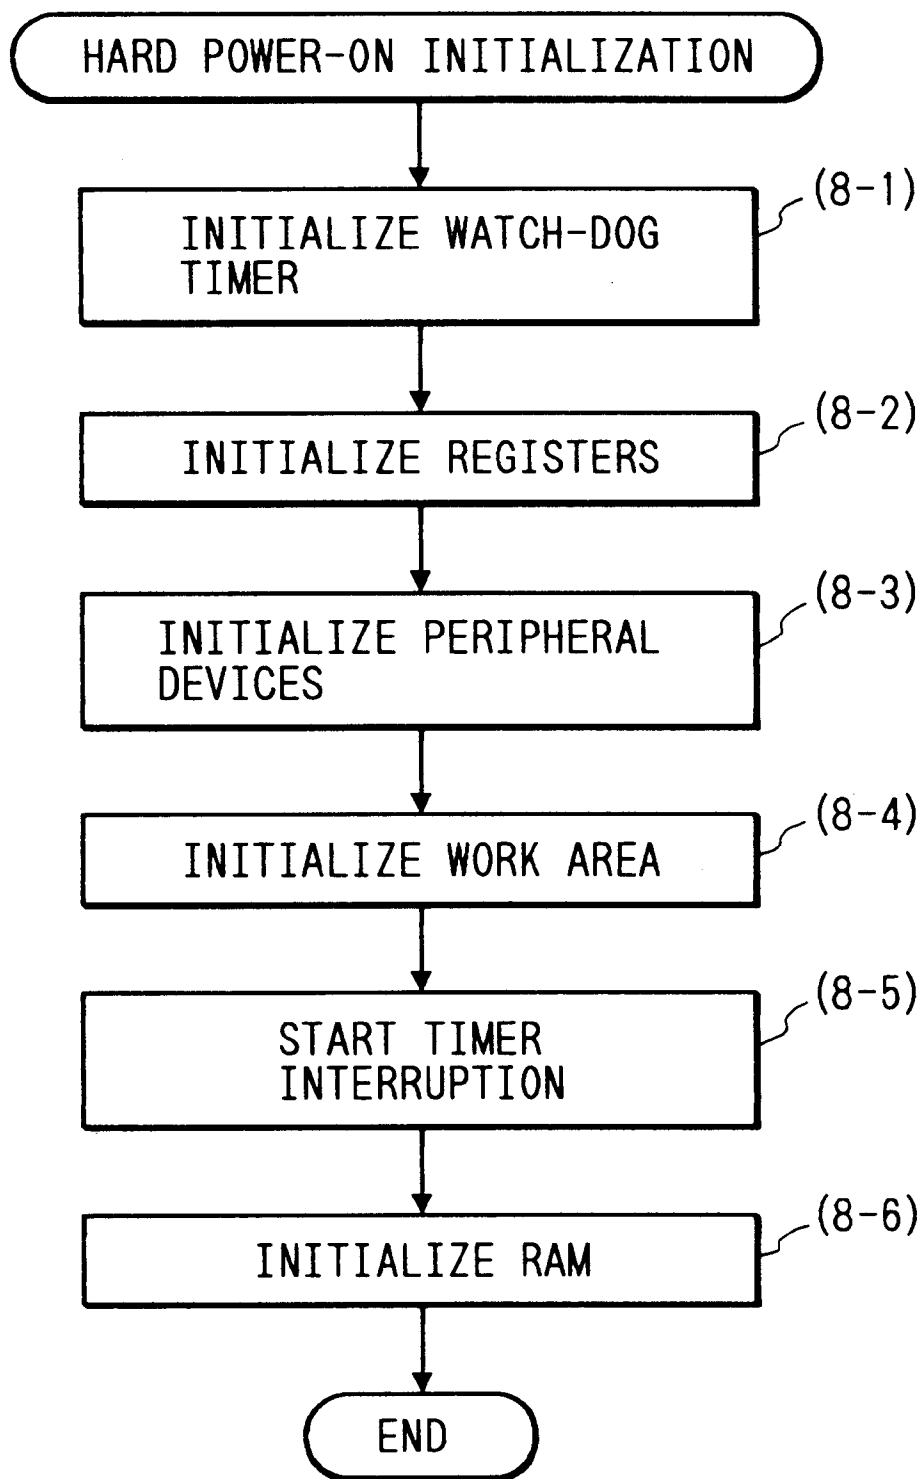 HARD POWER-ON INITIALIZATION
(8-1)
INITIALIZE WATCH-DOG
TIMER
(8-2)
INITIALIZE REGISTERS
(8-3)
INITIALIZE PERIPHERAL
DEVICES
(8-4)
INITIALIZE WORK AREA
(8-5)
START TIMER
INTERRUPTION
(8-6)
INITIALIZE RAM
END